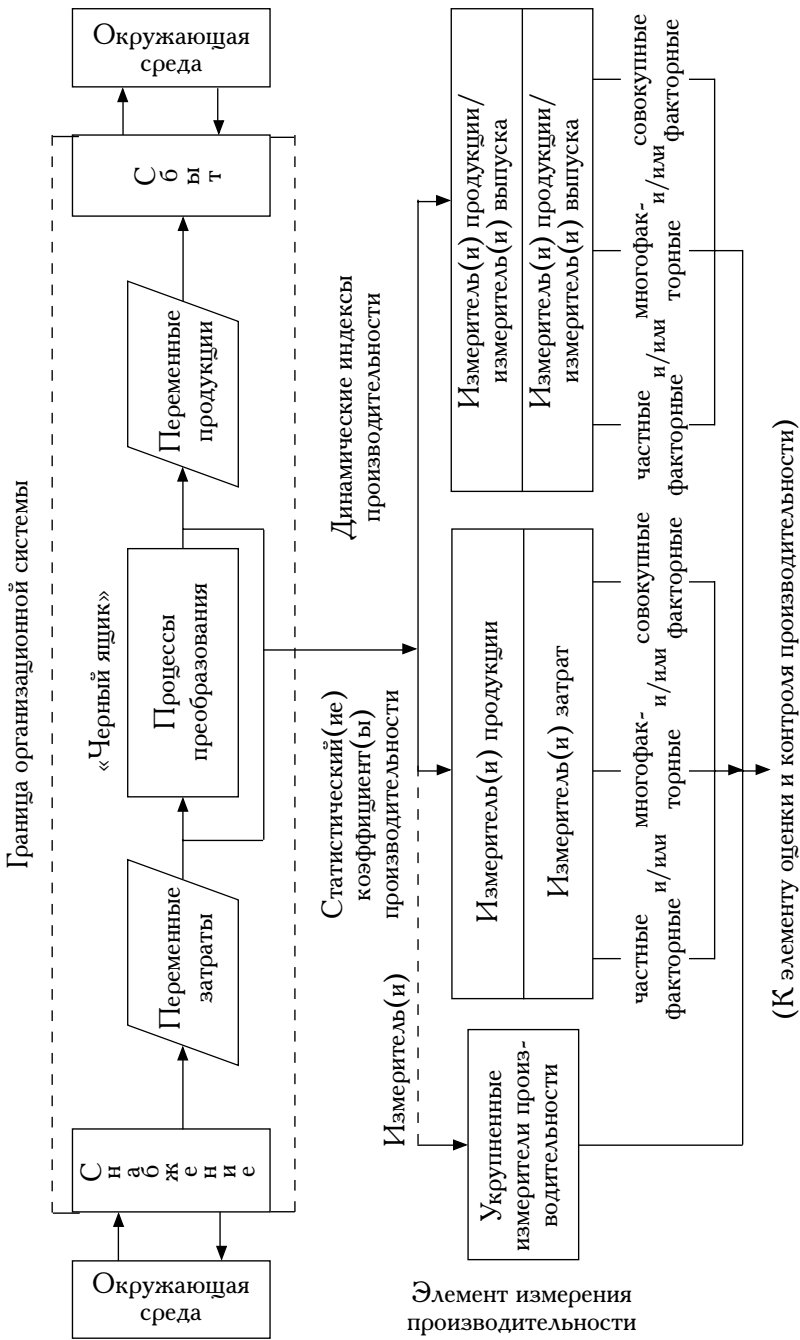 Граница организационной системы
Окружающая
среда
С
н
а
б
ж
е
н
и
е
Переменные
затраты
«Черный ящик»
Процессы
преобразования
Переменные
продукции
С
б
ы
т
Окружающая
среда
Измеритель(и)
Статистический(ие)
коэффициент(ы)
производительности
Динамические индексы
производительности
Укрупненные
измерители произ-
водительности
Измеритель(и) продукции
Измеритель(и) затрат
Измеритель(и) продукции/
измеритель(и) выпуска
Измеритель(и) продукции/
измеритель(и) выпуска
частные
факторные
и/или
многофак-
торные
и/или
совокупные
факторные
частные
факторные
и/или
многофак-
торные
и/или
совокупные
факторные
(К элементу оценки и контроля производительности)
Элемент измерения
производительности